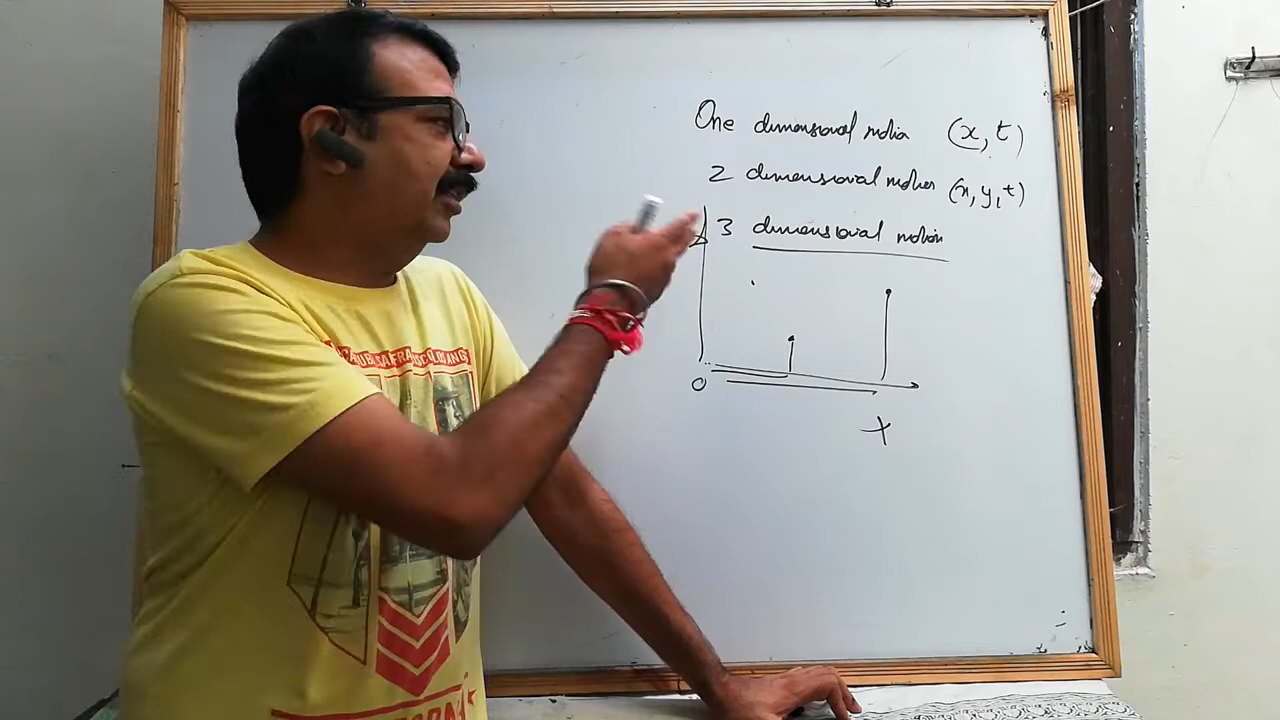 One dimensional motion (x, t)
2 dimensional motion (x, y, t)
3 dimensional motion
O
X